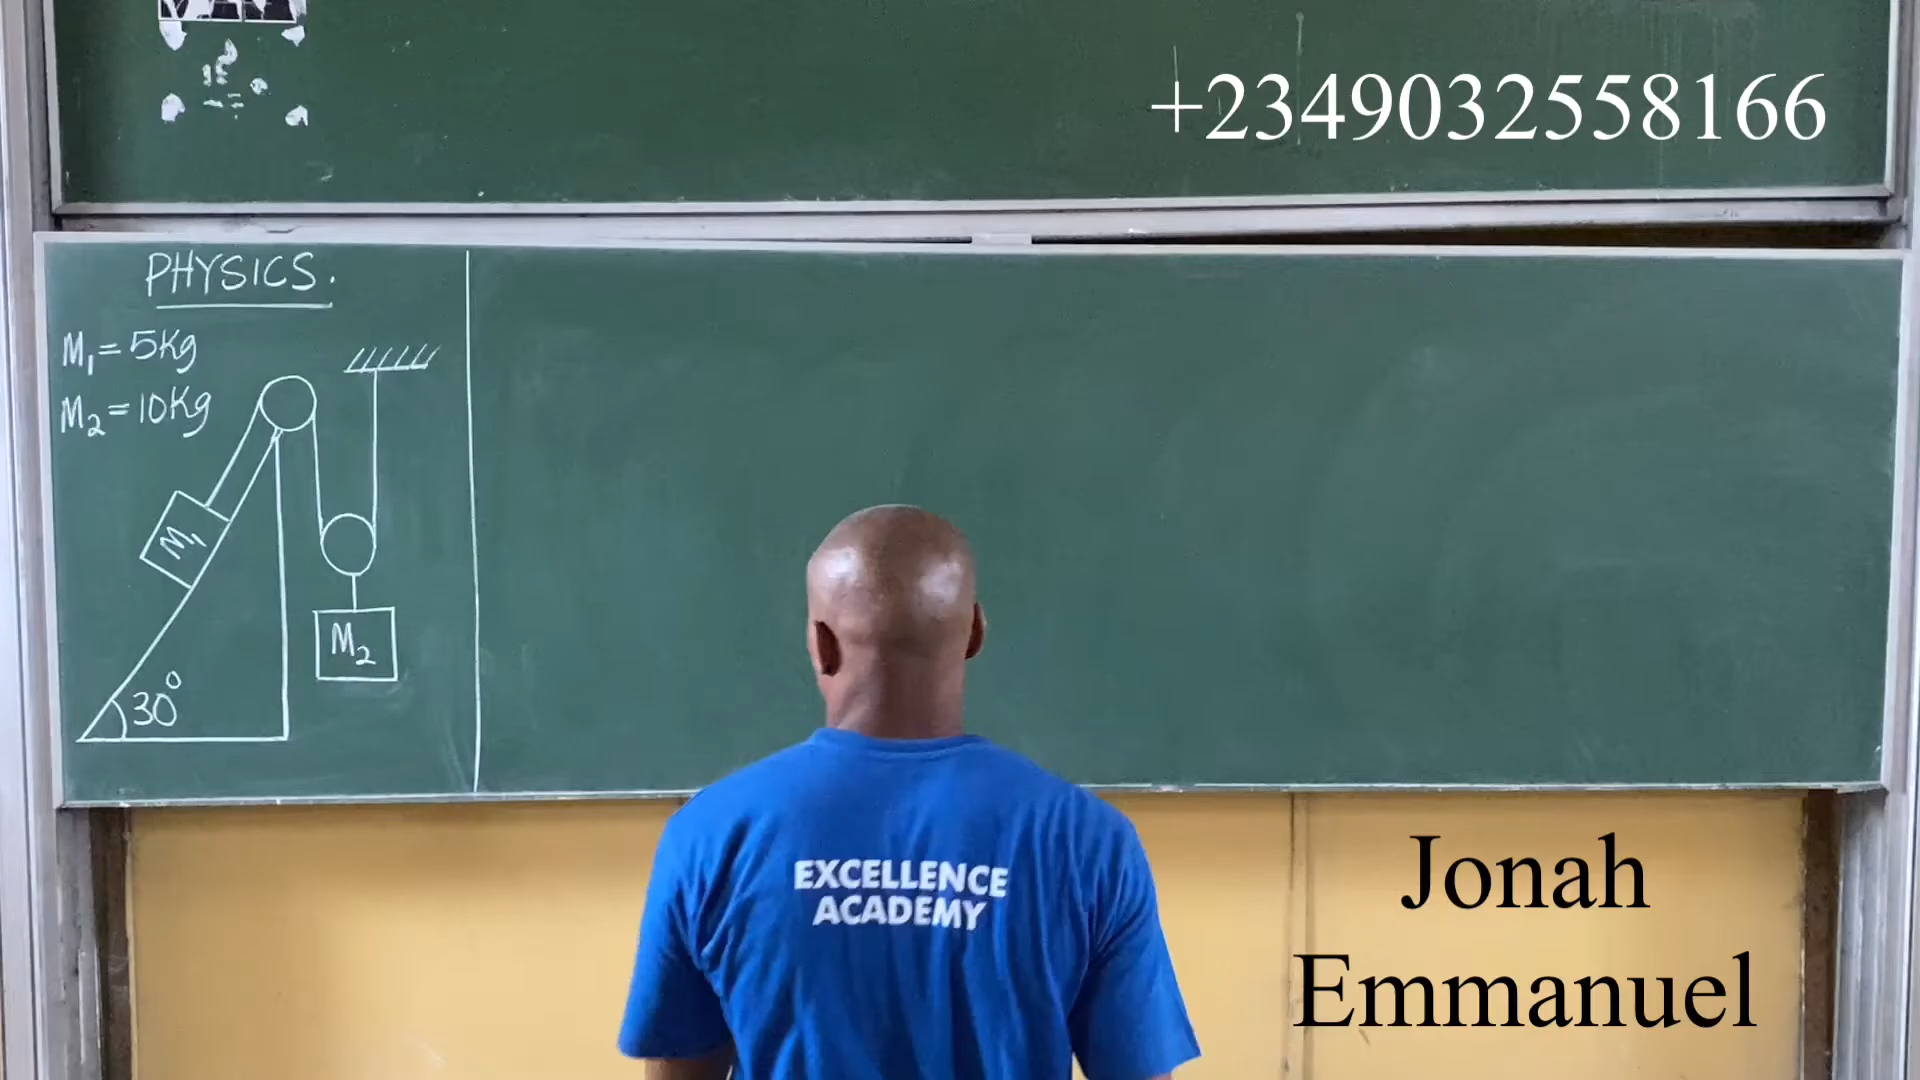 +2349032558166
PHYSICS.
M₁ = 5Kg
M₂ = 10Kg
M₁
M₂
30°
EXCELLENCE
ACADEMY
Jonah
Emmanuel